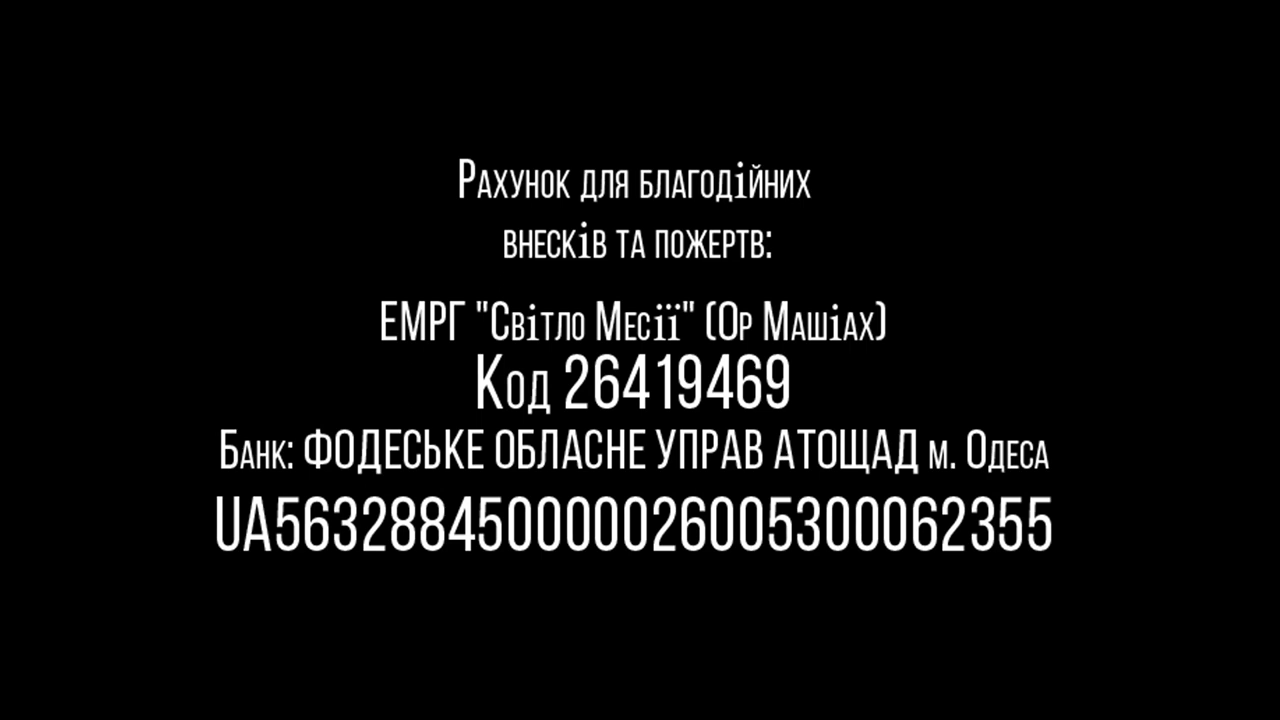 Рахунок для благодійних
внесків та пожертв:
ЕМРГ "Світло Месії" (Ор Машіах)
Код 26419469
Банк: ФОДЕСЬКЕ ОБЛАСНЕ УПРАВ АТОЩАД м. Одеса
UA563288450000026005300062355